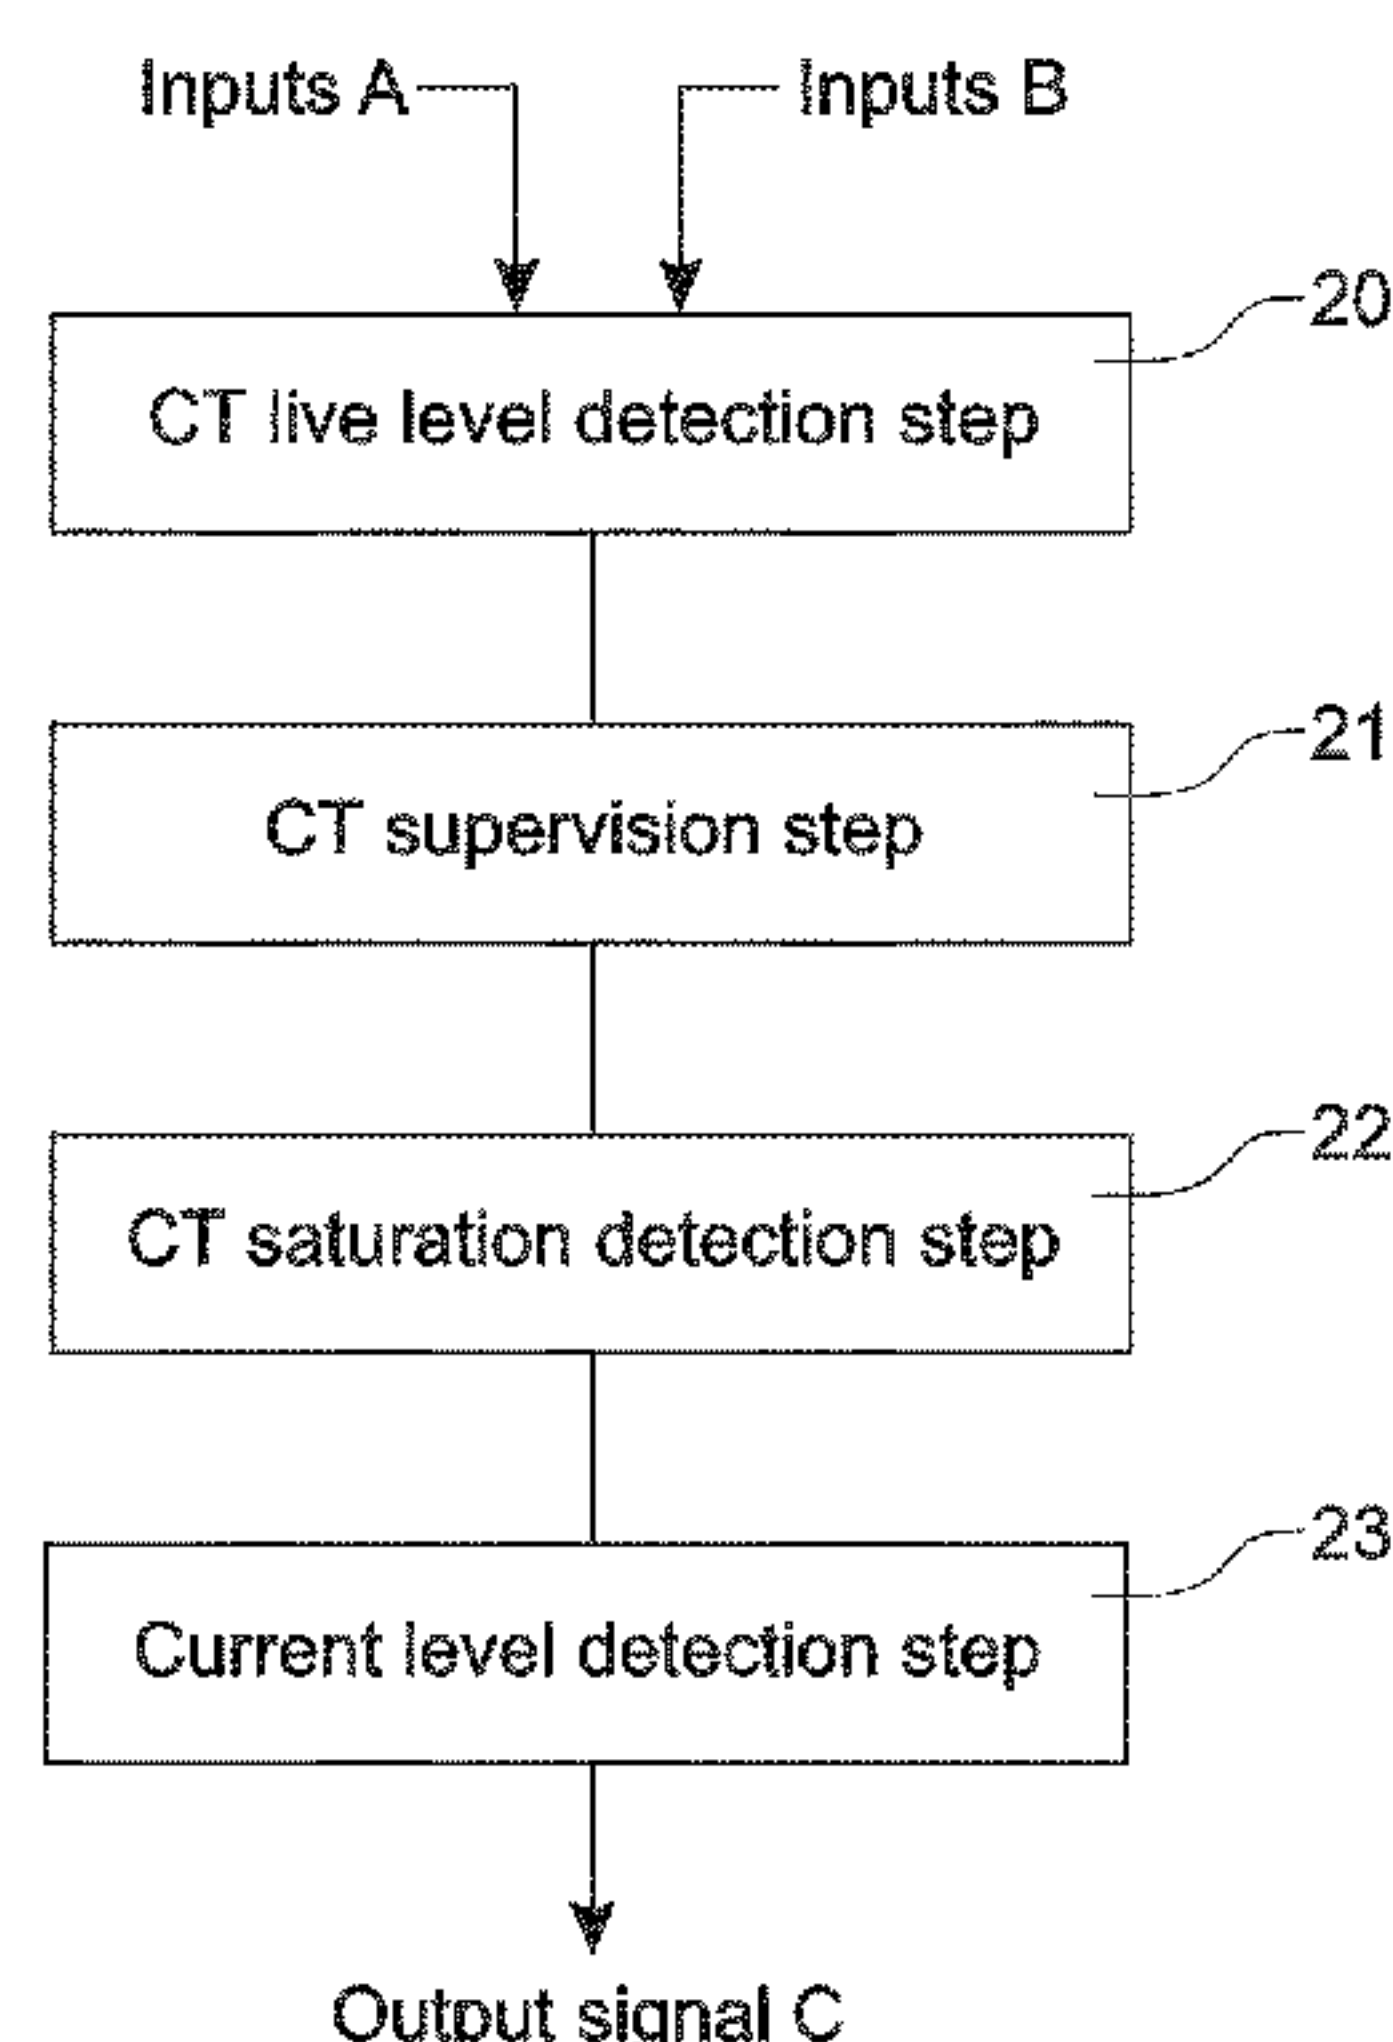 Inputs A
Inputs B
20
CT live level detection step
21
CT supervision step
22
CT saturation detection step
23
Current level detection step
Output signal C